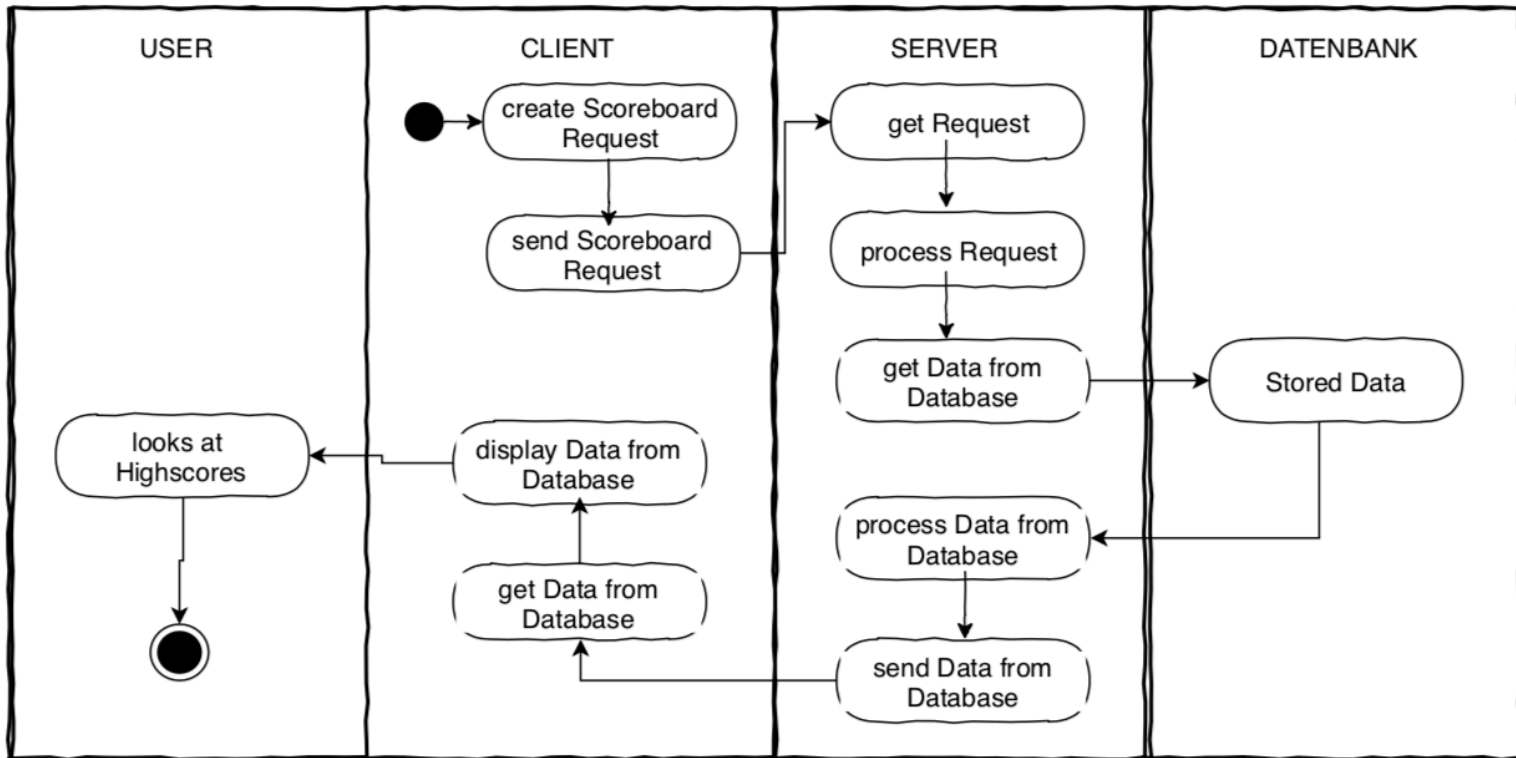 USER
CLIENT
SERVER
DATENBANK
create Scoreboard
Request
get Request
send Scoreboard
Request
process Request
get Data from
Database
Stored Data
looks at
Highscores
display Data from
Database
process Data from
Database
get Data from
Database
send Data from
Database